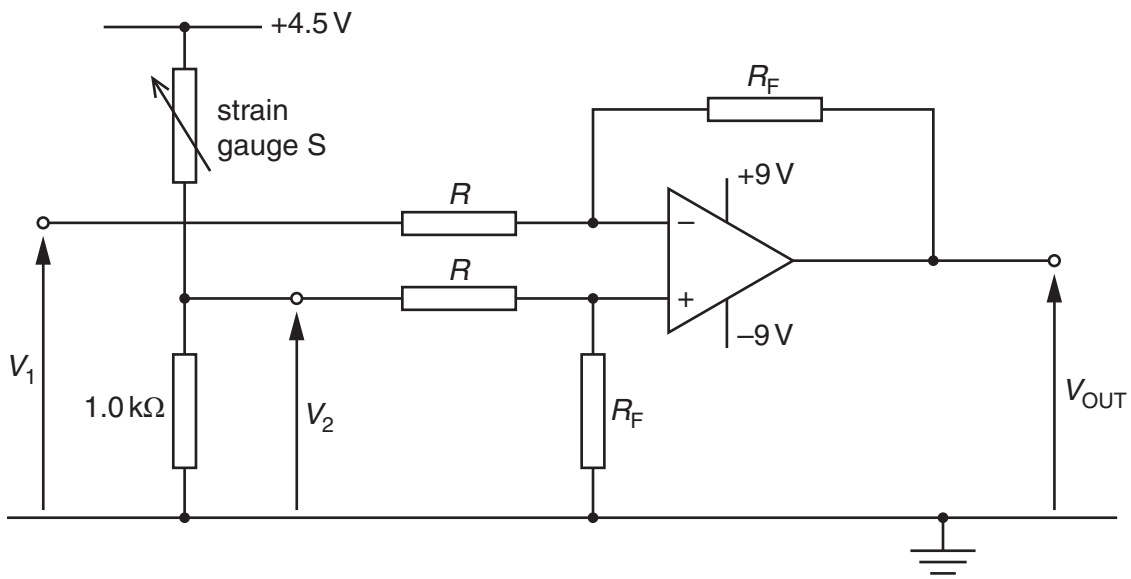 +4.5 V
strain
gauge S
R_F
+9 V
R
−
R
+
–9 V
V_1
1.0 kΩ
V_2
R_F
V_OUT